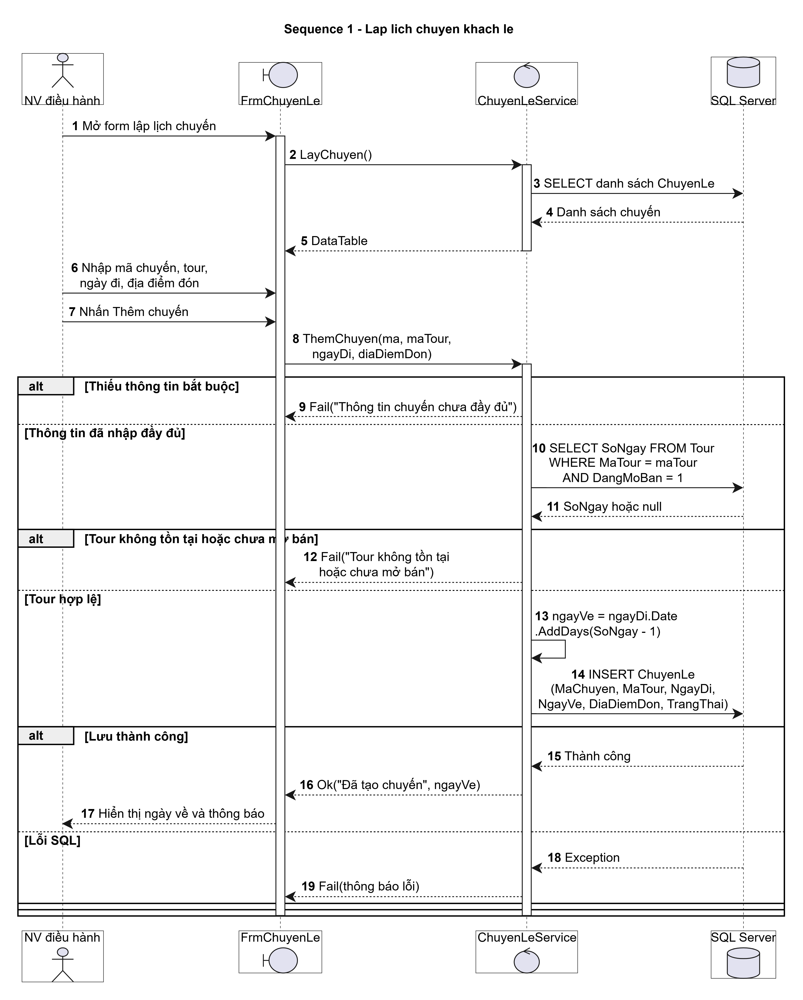 Sequence 1 - Lap lich chuyen khach le
NV điều hành
FrmChuyenLe
ChuyenLeService
SQL Server
1 Mở form lập lịch chuyến
2 LayChuyen()
3 SELECT danh sách ChuyenLe
4 Danh sách chuyến
5 DataTable
6 Nhập mã chuyến, tour,
ngày đi, địa điểm đón
7 Nhấn Thêm chuyến
8 ThemChuyen(ma, maTour,
ngayDi, diaDiemDon)
alt [Thiếu thông tin bắt buộc]
9 Fail("Thông tin chuyến chưa đầy đủ")
[Thông tin đã nhập đầy đủ]
10 SELECT SoNgay FROM Tour
WHERE MaTour = maTour
AND DangMoBan = 1
11 SoNgay hoặc null
alt [Tour không tồn tại hoặc chưa mở bán]
12 Fail("Tour không tồn tại
hoặc chưa mở bán")
[Tour hợp lệ]
13 ngayVe = ngayDi.Date
.AddDays(SoNgay - 1)
14 INSERT ChuyenLe
(MaChuyen, MaTour, NgayDi,
NgayVe, DiaDiemDon, TrangThai)
alt [Lưu thành công]
15 Thành công
16 Ok("Đã tạo chuyến", ngayVe)
17 Hiển thị ngày về và thông báo
[Lỗi SQL]
18 Exception
19 Fail(thông báo lỗi)
NV điều hành
FrmChuyenLe
ChuyenLeService
SQL Server